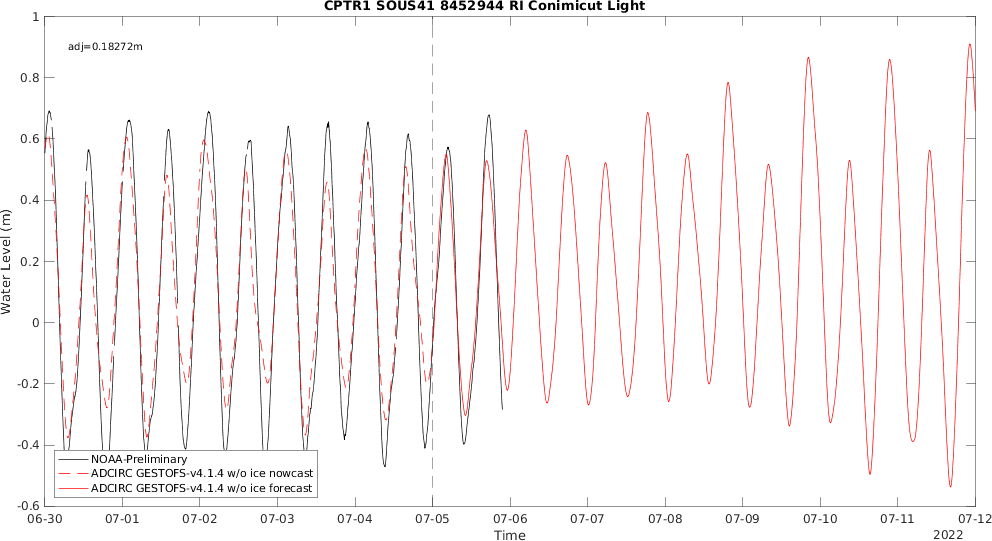 CPTR1 SOUS41 8452944 RI Conimicut Light
adj=0.18272m
Water Level (m)
1
0.8
0.6
0.4
0.2
0
-0.2
-0.4
-0.6
NOAA-Preliminary
ADCIRC GESTOFS-v4.1.4 w/o ice nowcast
ADCIRC GESTOFS-v4.1.4 w/o ice forecast
06-30 07-01 07-02 07-03 07-04 07-05 07-06 07-07 07-08 07-09 07-10 07-11 07-12
Time
2022